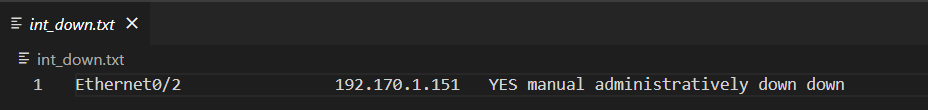 int_down.txt
int_down.txt
1 Ethernet0/2 192.170.1.151 YES manual administratively down down